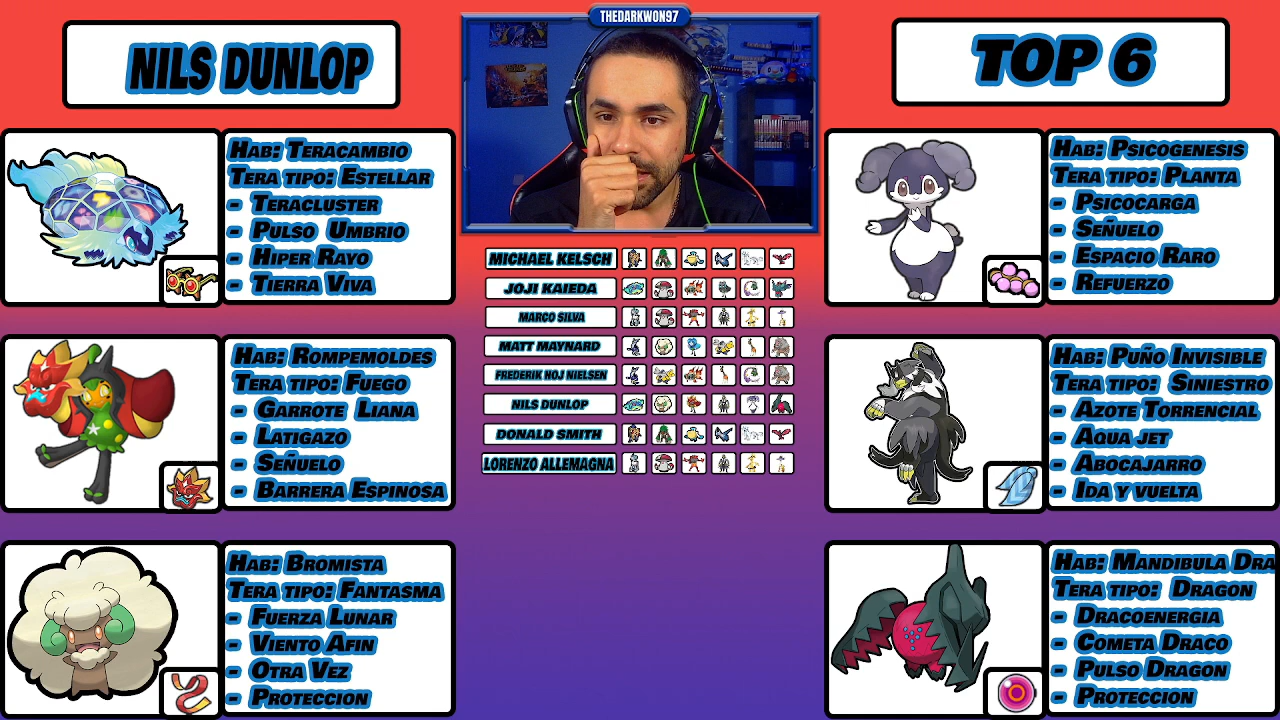 THEDARKWON97
NILS DUNLOP
TOP 6
Hab: Teracambio
Tera tipo: Estellar
- Teracluster
- Pulso Umbrio
- Hiper Rayo
- Tierra Viva
Hab: Rompemoldes
Tera tipo: Fuego
- Garrote Liana
- Latigazo
- Señuelo
- Barrera Espinosa
Hab: Bromista
Tera tipo: Fantasma
- Fuerza Lunar
- Viento Afin
- Otra Vez
- Proteccion
MICHAEL KELSCH
JOJI KAIEDA
MARCO SILVA
MATT MAYNARD
FREDERIK HOJ NIELSEN
NILS DUNLOP
DONALD SMITH
LORENZO ALLEMAGNA
Hab: Psicogenesis
Tera tipo: Planta
- Psicocarga
- Señuelo
- Espacio Raro
- Refuerzo
Hab: Puño Invisible
Tera tipo: Siniestro
- Azote Torrencial
- Aqua jet
- Abocajarro
- Ida y vuelta
Hab: Mandibula Dra
Tera tipo: Dragon
- Dracoenergia
- Cometa Draco
- Pulso Dragon
- Proteccion